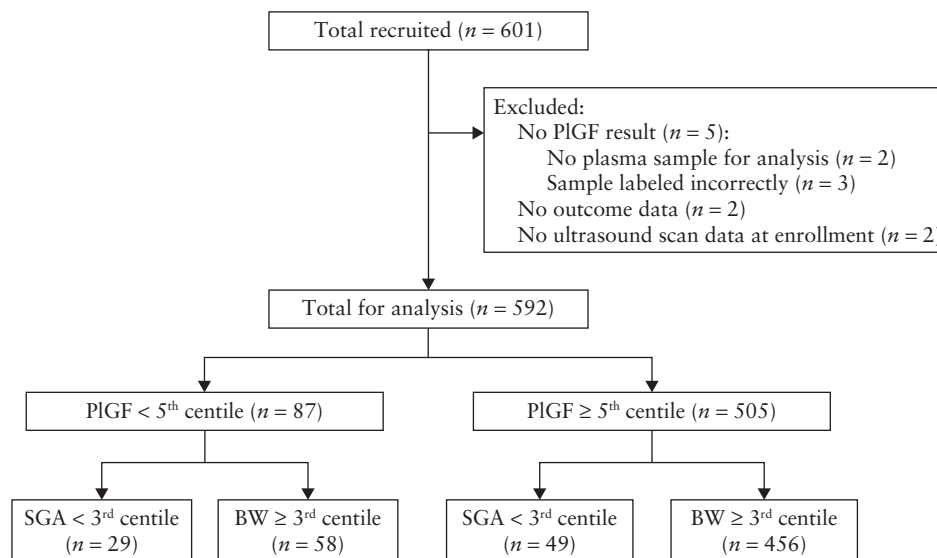 Total recruited (n = 601)
Excluded:
No PlGF result (n = 5):
No plasma sample for analysis (n = 2)
Sample labeled incorrectly (n = 3)
No outcome data (n = 2)
No ultrasound scan data at enrollment (n = 2)
Total for analysis (n = 592)
PlGF < 5th centile (n = 87)
PlGF ≥ 5th centile (n = 505)
SGA < 3rd centile
(n = 29)
BW ≥ 3rd centile
(n = 58)
SGA < 3rd centile
(n = 49)
BW ≥ 3rd centile
(n = 456)